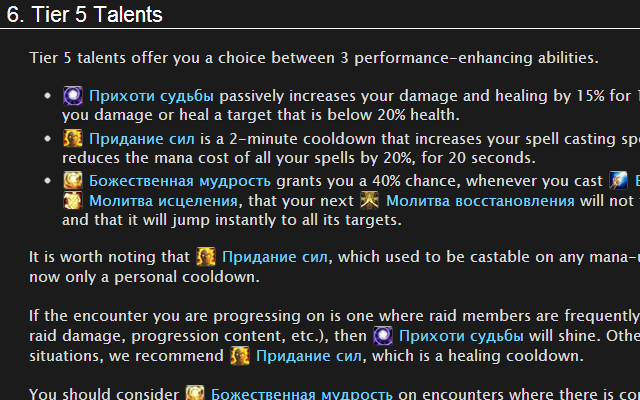 6. Tier 5 Talents
Tier 5 talents offer you a choice between 3 performance-enhancing abilities.
• Прихоти судьбы passively increases your damage and healing by 15% for
you damage or heal a target that is below 20% health.
• Придание сил is a 2-minute cooldown that increases your spell casting
reduces the mana cost of all your spells by 20%, for 20 seconds.
• Божественная мудрость grants you a 40% chance, whenever you cast
Молитва исцеления, that your next Молитва восстановления will not
and that it will jump instantly to all its targets.
It is worth noting that Придание сил, which used to be castable on any
now only a personal cooldown.
If the encounter you are progressing on is one where raid members are frequently
raid damage, progression content, etc.), then Прихоти судьбы will shine.
situations, we recommend Придание сил, which is a healing cooldown.
You should consider Божественная мудрость on encounters where there is